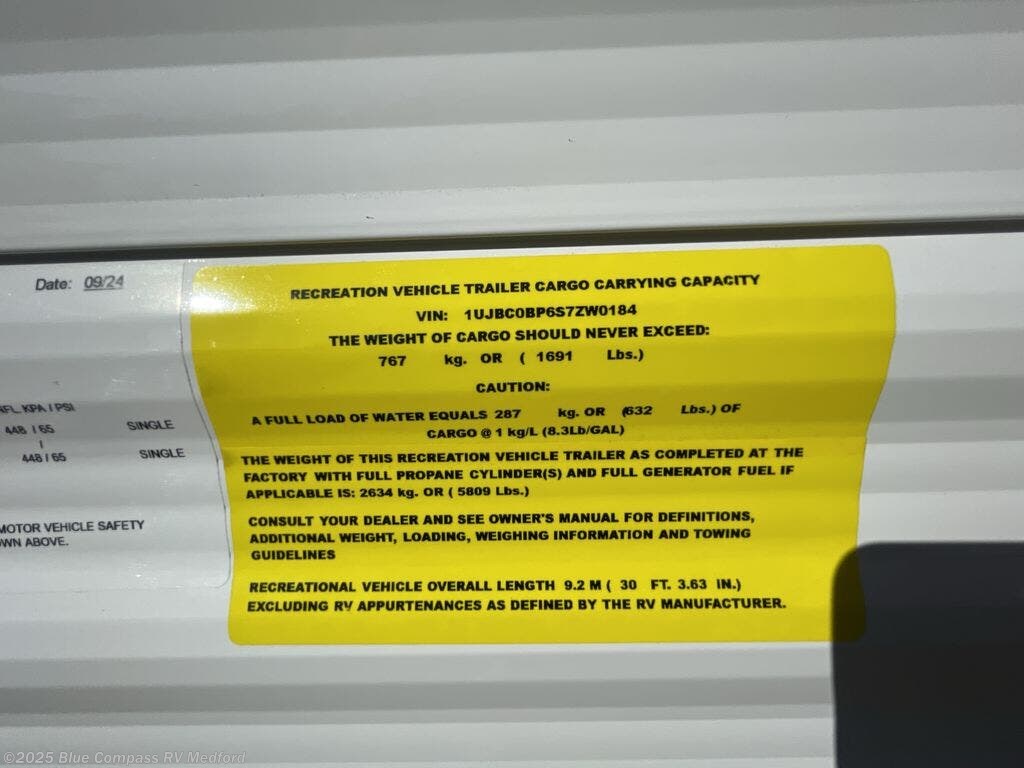 Date: 09/24
KPA / PSI
448 / 65 SINGLE
/
448 / 65 SINGLE
MOTOR VEHICLE SAFETY
ABOVE.
RECREATION VEHICLE TRAILER CARGO CARRYING CAPACITY
VIN: 1UJBC0BP6S7ZW0184
THE WEIGHT OF CARGO SHOULD NEVER EXCEED:
767 kg. OR ( 1691 Lbs.)
CAUTION:
A FULL LOAD OF WATER EQUALS 287 kg. OR (632 Lbs.) OF
CARGO @ 1 kg/L (8.3Lb/GAL)
THE WEIGHT OF THIS RECREATION VEHICLE TRAILER AS COMPLETED AT THE
FACTORY WITH FULL PROPANE CYLINDER(S) AND FULL GENERATOR FUEL IF
APPLICABLE IS: 2634 kg. OR ( 5809 Lbs.)
CONSULT YOUR DEALER AND SEE OWNER'S MANUAL FOR DEFINITIONS,
ADDITIONAL WEIGHT, LOADING, WEIGHING INFORMATION AND TOWING
GUIDELINES
RECREATIONAL VEHICLE OVERALL LENGTH 9.2 M ( 30 FT. 3.63 IN.)
EXCLUDING RV APPURTENANCES AS DEFINED BY THE RV MANUFACTURER.
©2025 Blue Compass RV Medford